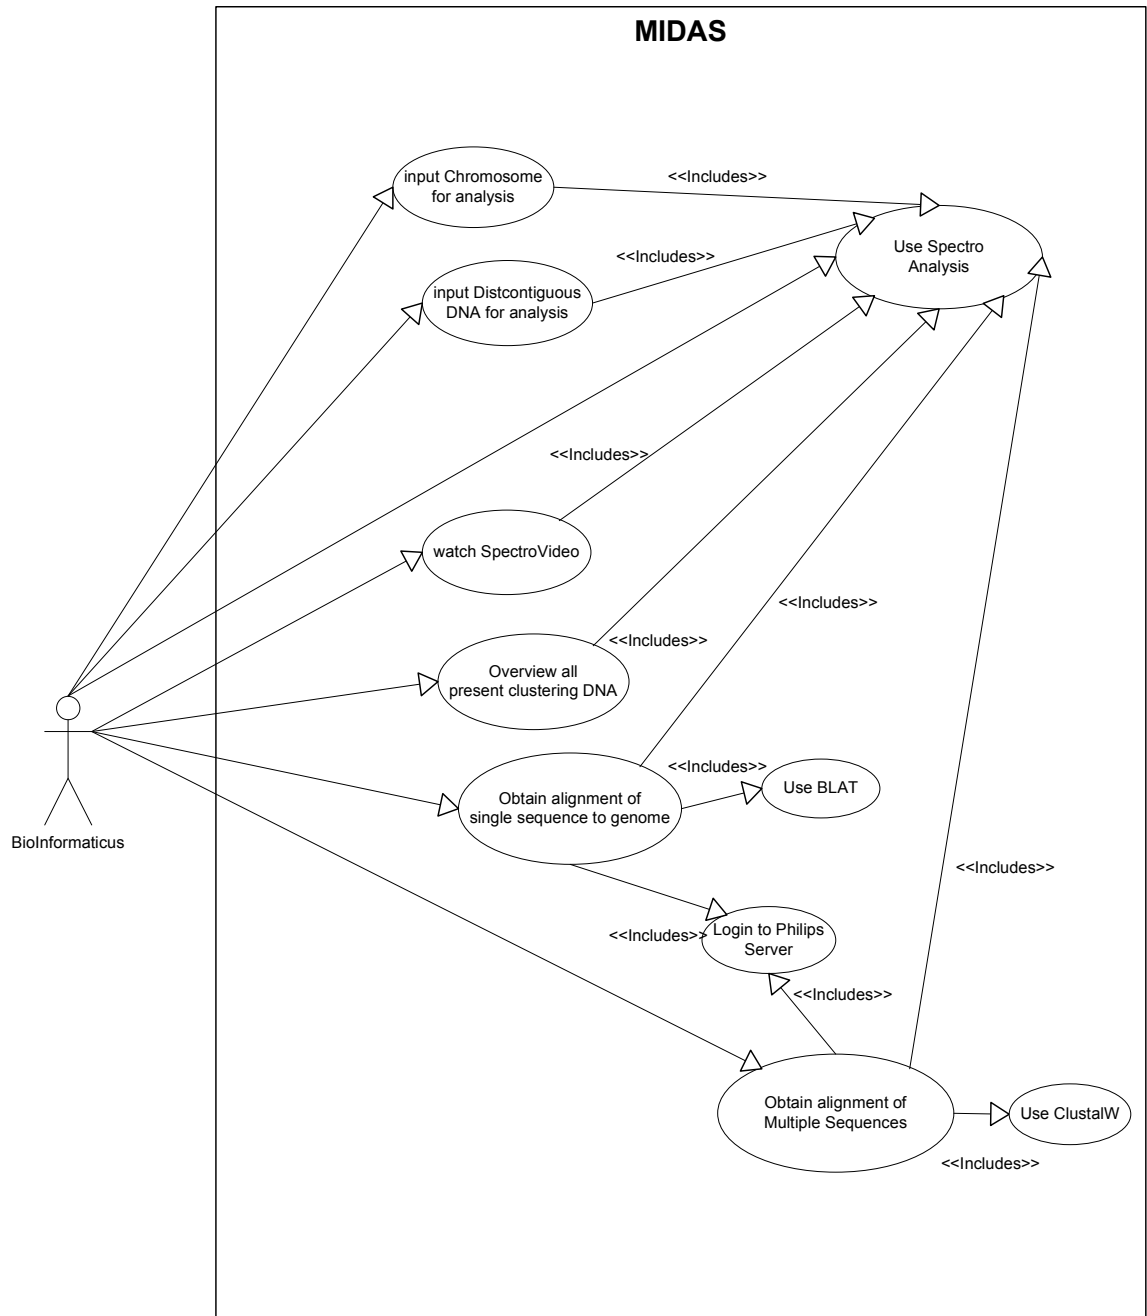 MIDAS
input Chromosome
for analysis
<<Includes>>
Use Spectro
Analysis
<<Includes>>
input Distcontiguous
DNA for analysis
<<Includes>>
watch SpectroVideo
<<Includes>>
<<Includes>>
Overview all
present clustering DNA
<<Includes>>
Use BLAT
Obtain alignment of
single sequence to genome
BioInformaticus
<<Includes>>
<<Includes>>
Login to Philips
Server
<<Includes>>
Obtain alignment of
Multiple Sequences
Use ClustalW
<<Includes>>